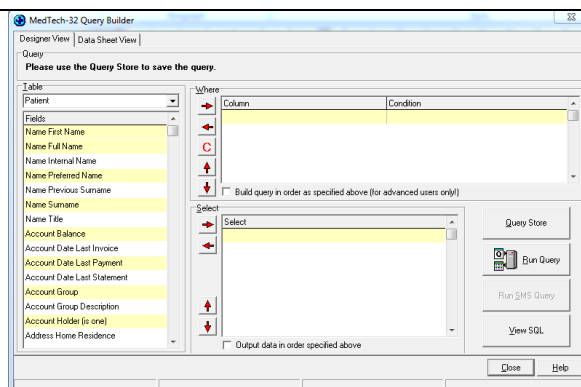 MedTech-32 Query Builder
Designer View
Data Sheet View
Query
Please use the Query Store to save the query.
Table
Patient
Fields
Name First Name
Name Full Name
Name Internal Name
Name Preferred Name
Name Previous Surname
Name Surname
Name Title
Account Balance
Account Date Last Invoice
Account Date Last Payment
Account Date Last Statement
Account Group
Account Group Description
Account Holder (is one)
Address Home Residence
Where
Column
Condition
C
Build query in order as specified above (for advanced users only!)
Select
Select
Output data in order specified above
Query Store
Run Query
Run SMS Query
View SQL
Close
Help